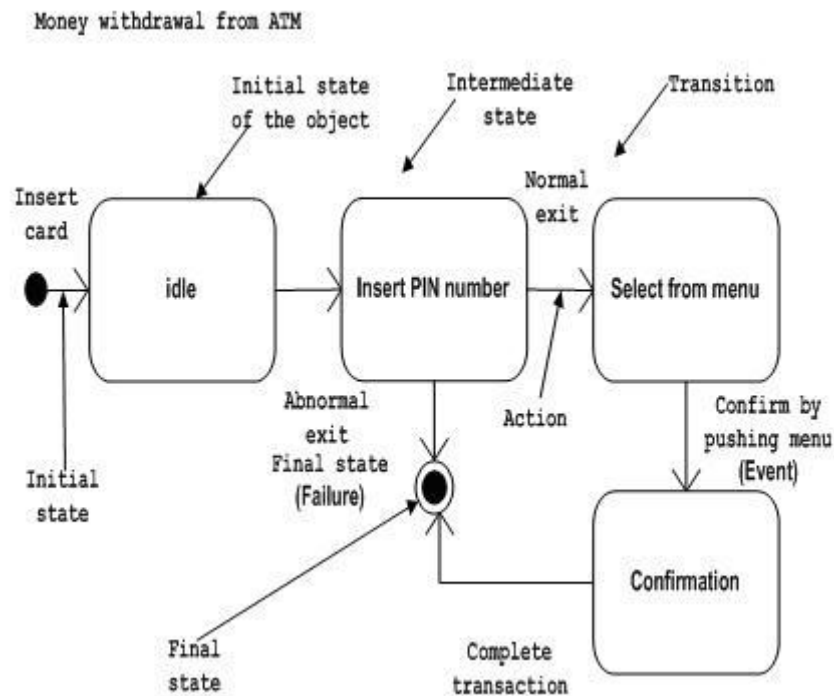 Money withdrawal from ATM
Initial state
of the object
Intermediate
state
Transition
Insert
card
Normal
exit
idle
Insert PIN number
Select from menu
Initial
state
Abnormal
exit
Final state
(Failure)
Action
Confirm by
pushing menu
(Event)
Confirmation
Final
state
Complete
transaction